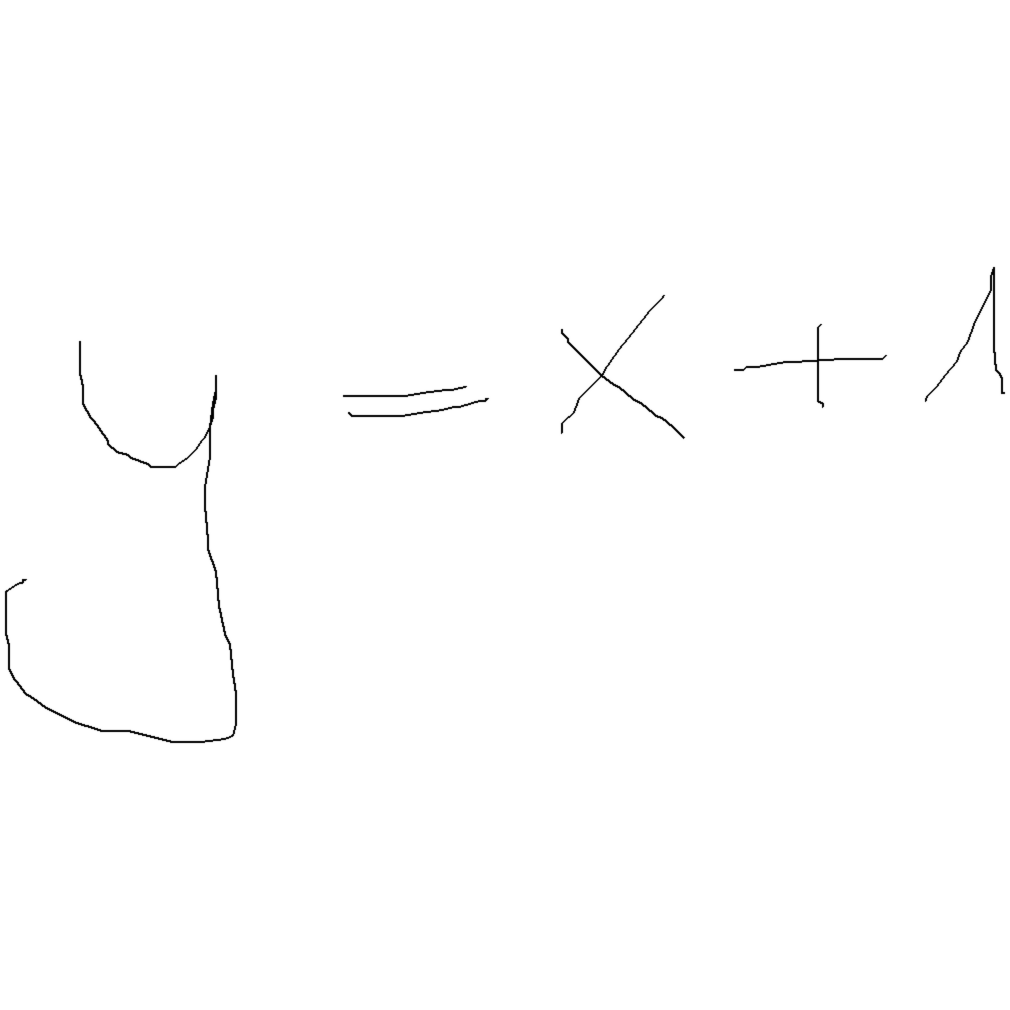 y = x + 1